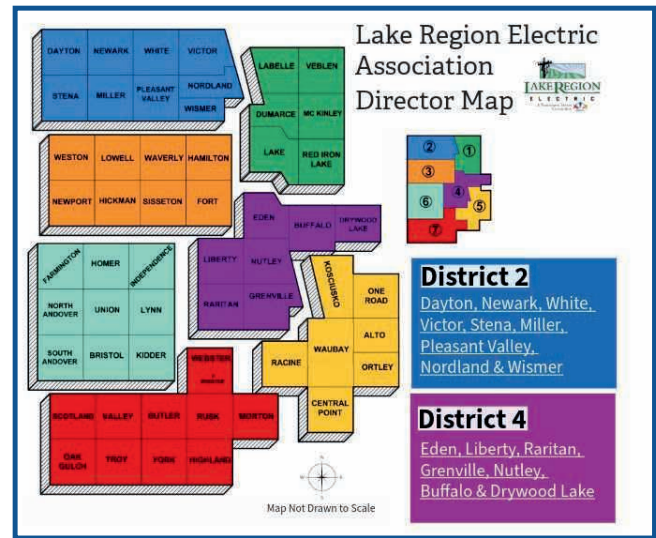 Lake Region Electric
Association
Director Map
LAKE REGION
ELECTRIC
DAYTON NEWARK WHITE VICTOR
STENA MILLER PLEASANT VALLEY NORDLAND
WISMER
LABELLE VEBLEN
DUMARCE MC KINLEY
LAKE RED IRON LAKE
WESTON LOWELL WAVERLY HAMILTON
NEWPORT HICKMAN SISSETON FORT
EDEN BUFFALO DRYWOOD LAKE
LIBERTY NUTLEY
RARITAN GRENVILLE
FARMINGTON HOMER INDEPENDENCE
NORTH ANDOVER UNION LYNN
SOUTH ANDOVER BRISTOL KIDDER
KOSCIUSKO ONE ROAD
WAUBAY ALTO
RACINE ORTLEY
CENTRAL POINT
WEBSTER
SCOTLAND VALLEY BUTLER RUSK MORTON
OAK GULCH TROY YORK HIGHLAND
2 1
3
4
6 5
7
District 2
Dayton, Newark, White,
Victor, Stena, Miller,
Pleasant Valley,
Nordland & Wismer
District 4
Eden, Liberty, Raritan,
Grenville, Nutley,
Buffalo & Drywood Lake
Map Not Drawn to Scale